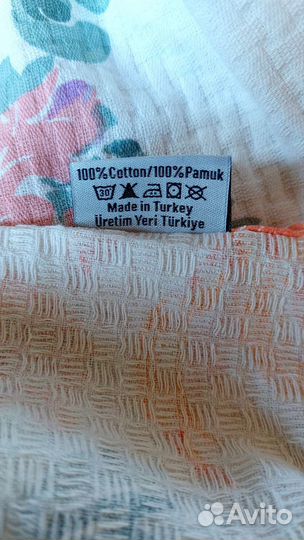 100%Cotton/100%Pamuk
30°
Made in Turkey
Üretim Yeri Türkiye
Avito